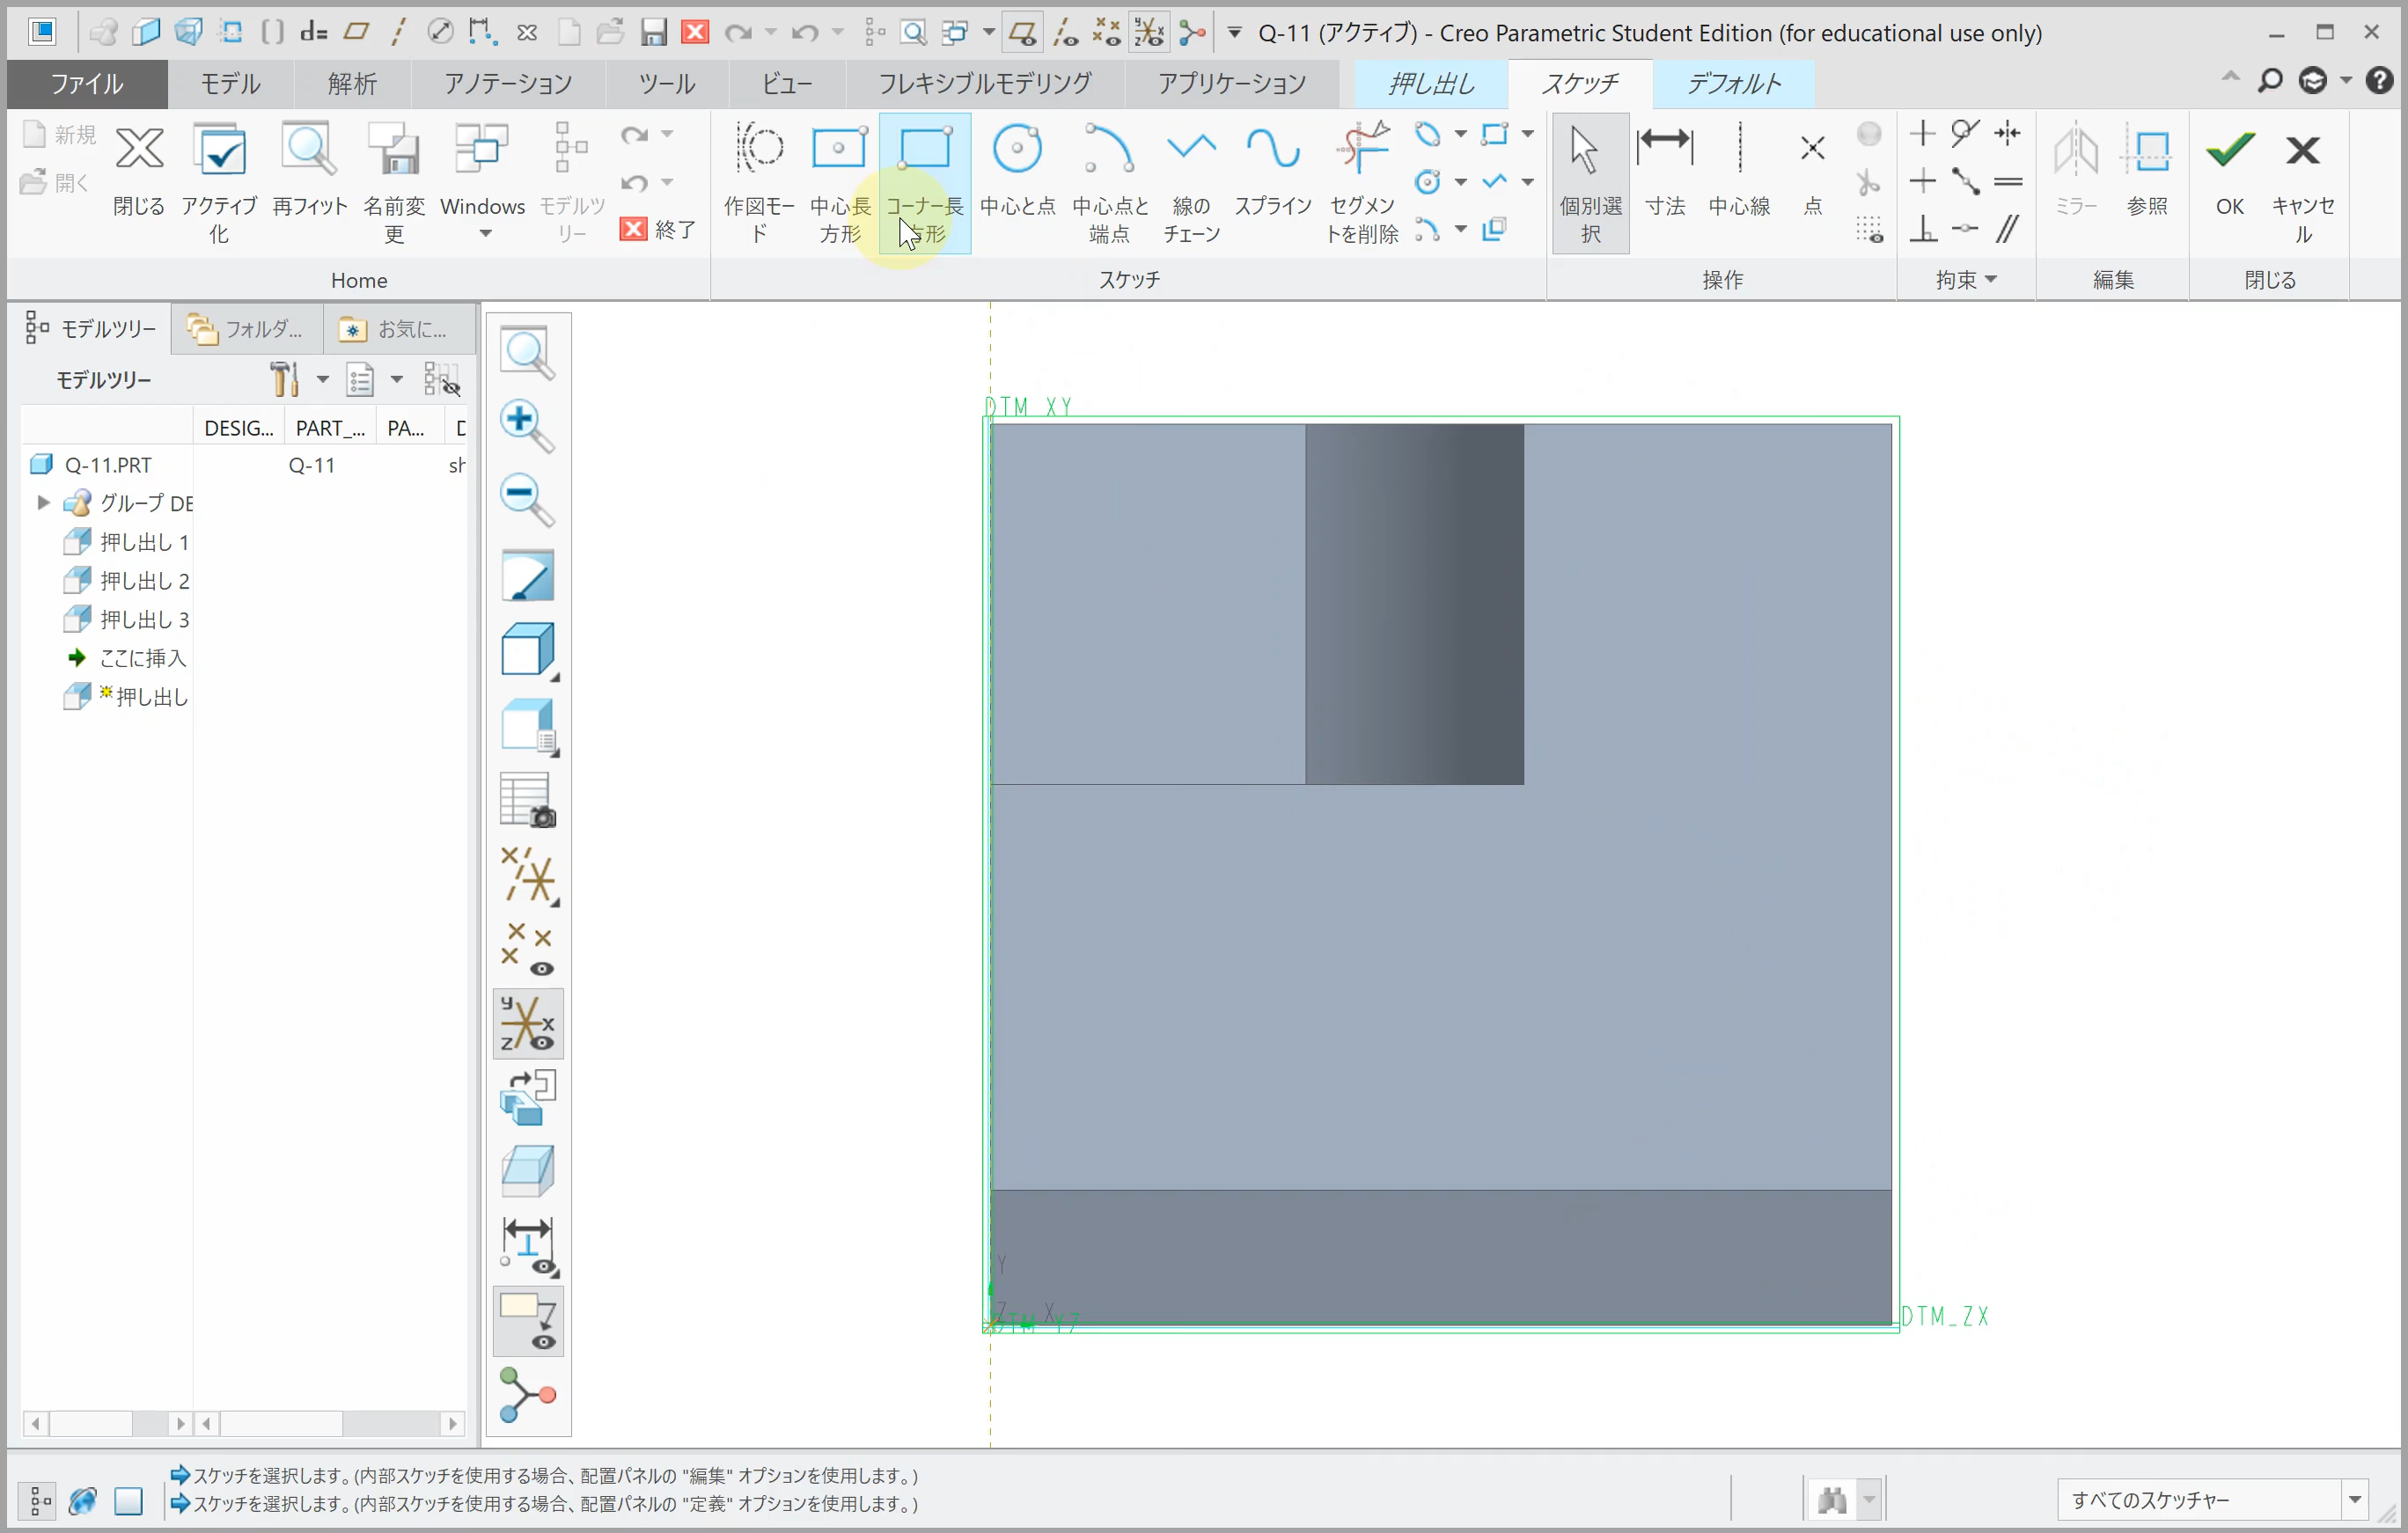 d=
Q-11 (アクティブ) - Creo Parametric Student Edition (for educational use only)
ファイル
モデル
解析
アノテーション
ツール
ビュー
フレキシブルモデリング
アプリケーション
押し出し
スケッチ
デフォルト
新規
開く
閉じる
アクティブ
化
再フィット
名前変
更
Windows
モデルツ
リー
終了
作図モー
ド
中心長
方形
コーナー長
方形
中心と点
中心点と
端点
線の
チェーン
スプライン
セグメン
トを削除
個別選
択
寸法
中心線
点
ミラー
参照
OK
キャンセ
ル
Home
スケッチ
操作
拘束
編集
閉じる
モデルツリー
フォルダ...
お気に...
モデルツリー
DESIG...
PART_...
PA...
Q-11.PRT
Q-11
sh
グループ DE
押し出し 1
押し出し 2
押し出し 3
ここに挿入
押し出し
DTM_XY
Y
Z
X
DTM_YZ
DTM_ZX
スケッチを選択します。(内部スケッチを使用する場合、配置パネルの "編集" オプションを使用します。)
スケッチを選択します。(内部スケッチを使用する場合、配置パネルの "定義" オプションを使用します。)
すべてのスケッチャー